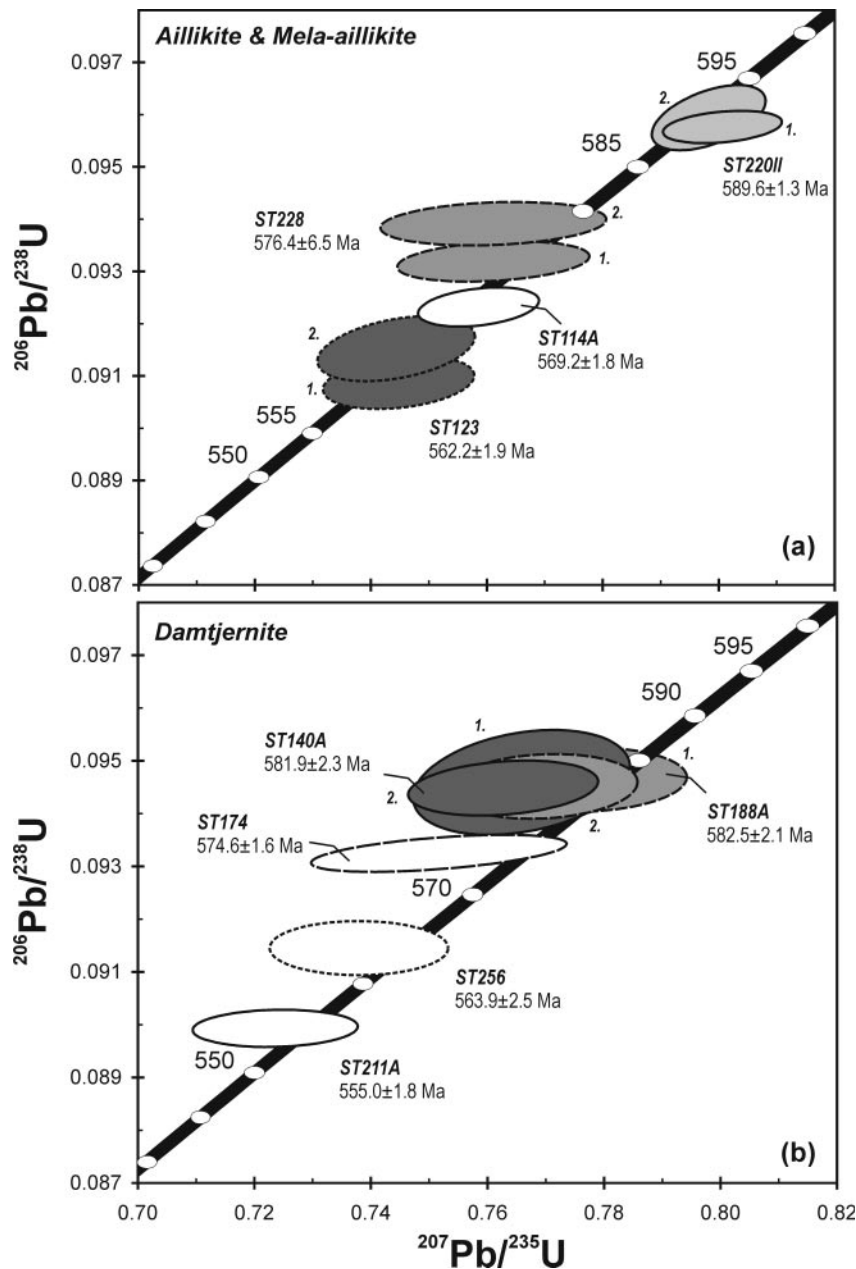 Aillikite & Mela-aillikite
0.097
0.095
0.093
0.091
0.089
0.087
²⁰⁶Pb/²³⁸U
595
2.
1.
ST220II
589.6±1.3 Ma
585
ST228
576.4±6.5 Ma
2.
1.
ST114A
569.2±1.8 Ma
2.
1.
ST123
562.2±1.9 Ma
555
550
(a)
Damtjernite
0.097
0.095
0.093
0.091
0.089
0.087
²⁰⁶Pb/²³⁸U
595
590
1.
ST140A
581.9±2.3 Ma
2.
1.
ST188A
582.5±2.1 Ma
2.
ST174
574.6±1.6 Ma
570
ST256
563.9±2.5 Ma
550
ST211A
555.0±1.8 Ma
(b)
0.70 0.72 0.74 0.76 0.78 0.80 0.82
²⁰⁷Pb/²³⁵U